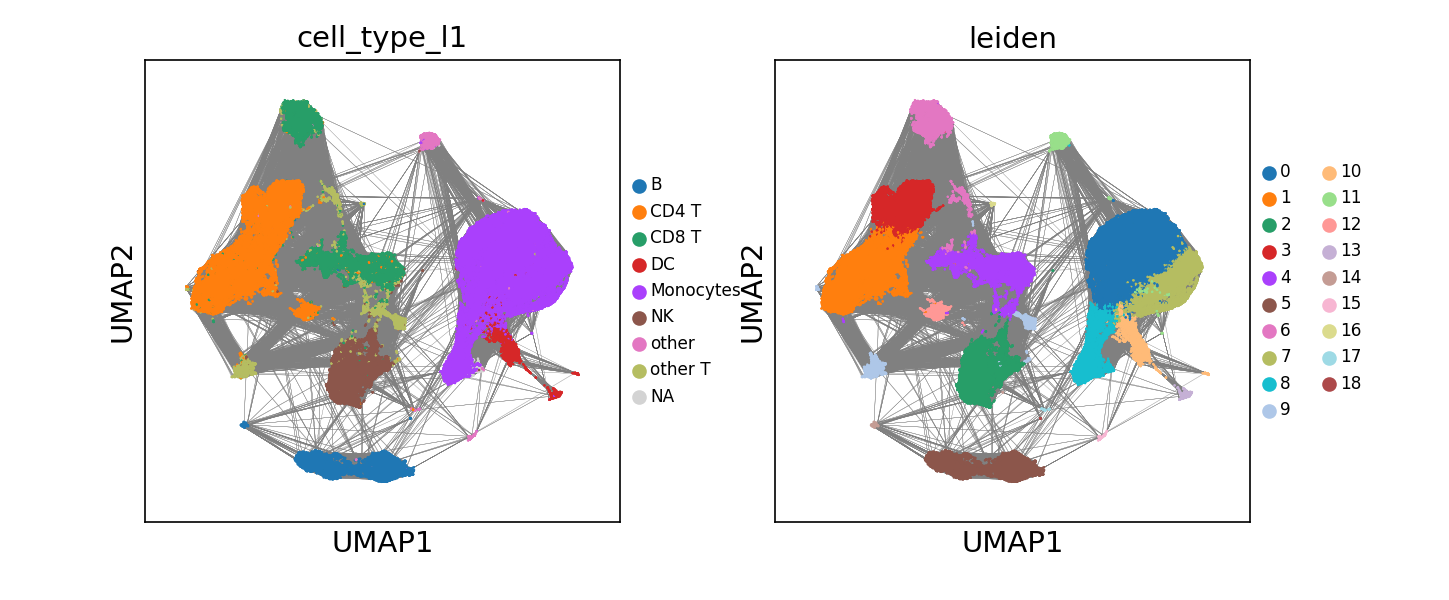 cell_type_l1
UMAP2
UMAP1
B
CD4 T
CD8 T
DC
Monocytes
NK
other
other T
NA
leiden
UMAP2
UMAP1
0
1
2
3
4
5
6
7
8
9
10
11
12
13
14
15
16
17
18